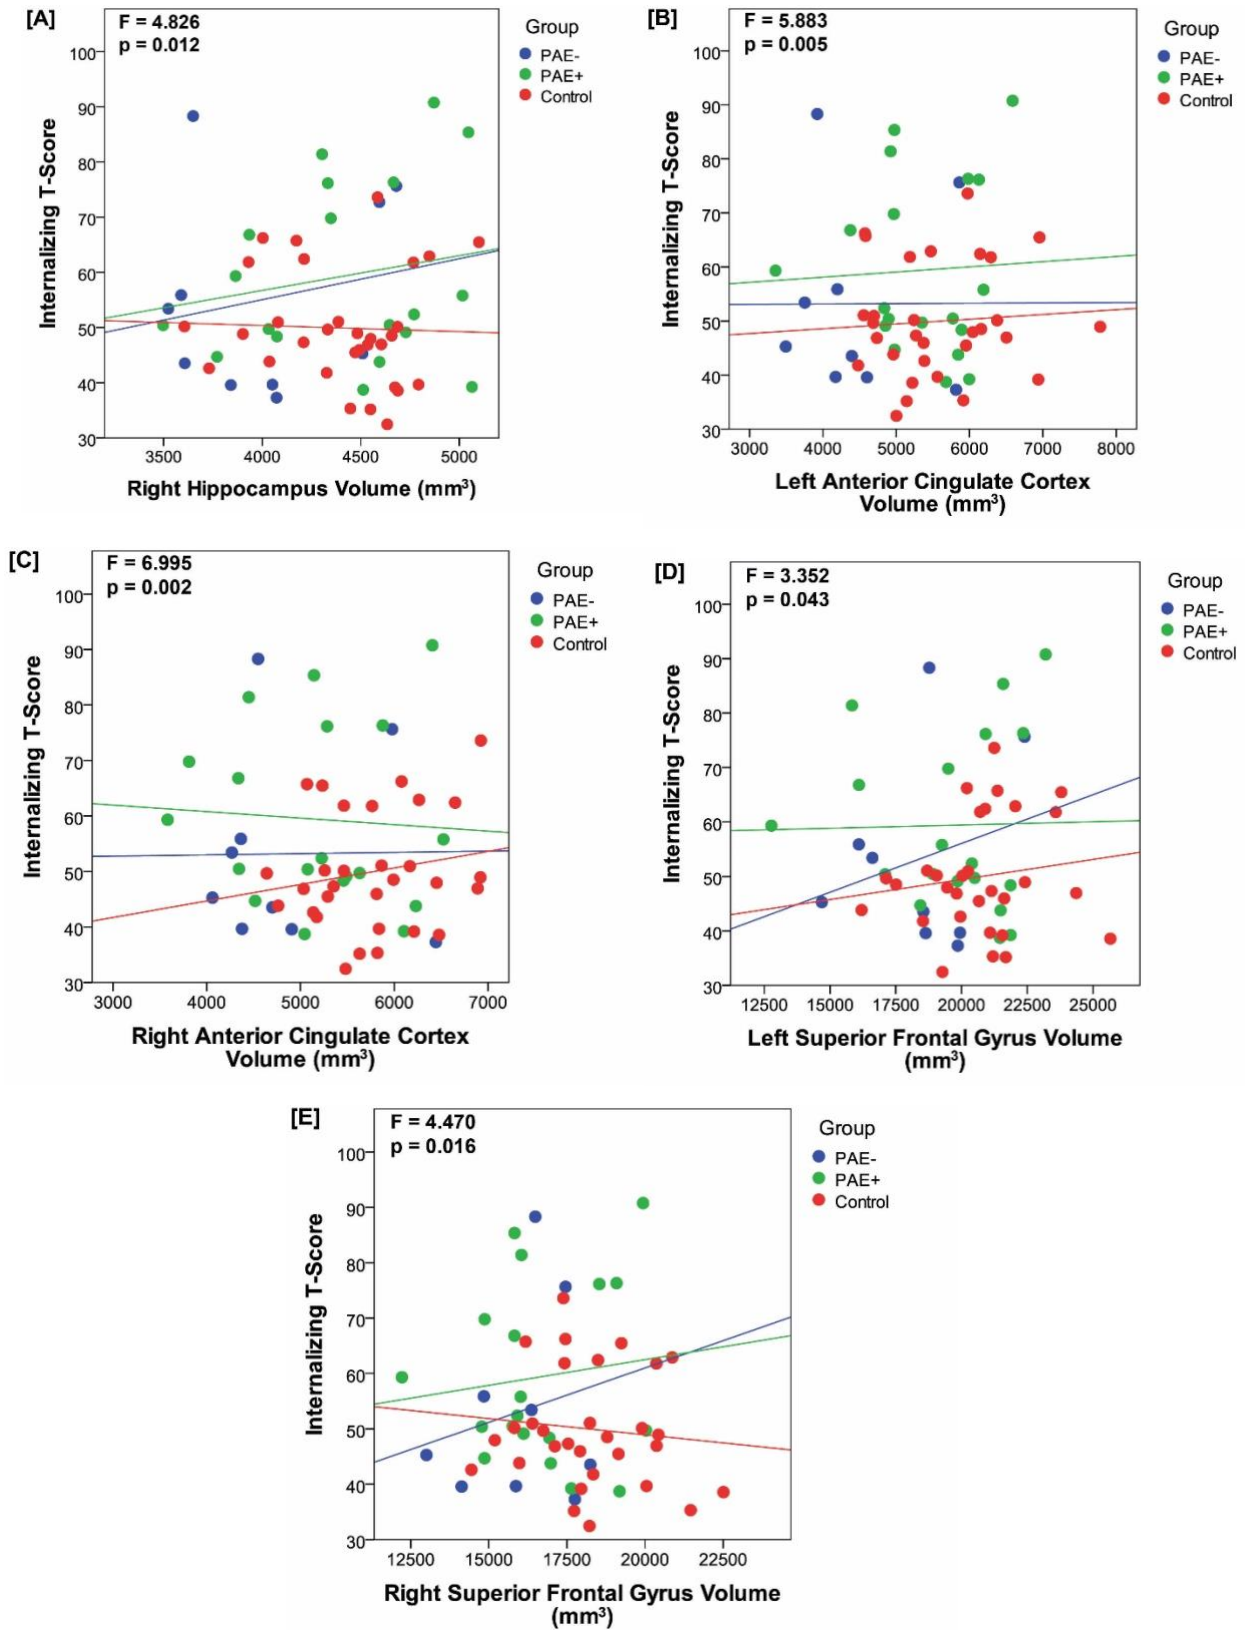 [A]
F = 4.826
p = 0.012
Group
PAE-
PAE+
Control
Internalizing T-Score
100
90
80
70
60
50
40
30
3500 4000 4500 5000
Right Hippocampus Volume (mm³)
[B]
F = 5.883
p = 0.005
Group
PAE-
PAE+
Control
Internalizing T-Score
100
90
80
70
60
50
40
30
3000 4000 5000 6000 7000 8000
Left Anterior Cingulate Cortex
Volume (mm³)
[C]
F = 6.995
p = 0.002
Group
PAE-
PAE+
Control
Internalizing T-Score
100
90
80
70
60
50
40
30
3000 4000 5000 6000 7000
Right Anterior Cingulate Cortex
Volume (mm³)
[D]
F = 3.352
p = 0.043
Group
PAE-
PAE+
Control
Internalizing T-Score
100
90
80
70
60
50
40
30
12500 15000 17500 20000 22500 25000
Left Superior Frontal Gyrus Volume
(mm³)
[E]
F = 4.470
p = 0.016
Group
PAE-
PAE+
Control
Internalizing T-Score
100
90
80
70
60
50
40
30
12500 15000 17500 20000 22500
Right Superior Frontal Gyrus Volume
(mm³)